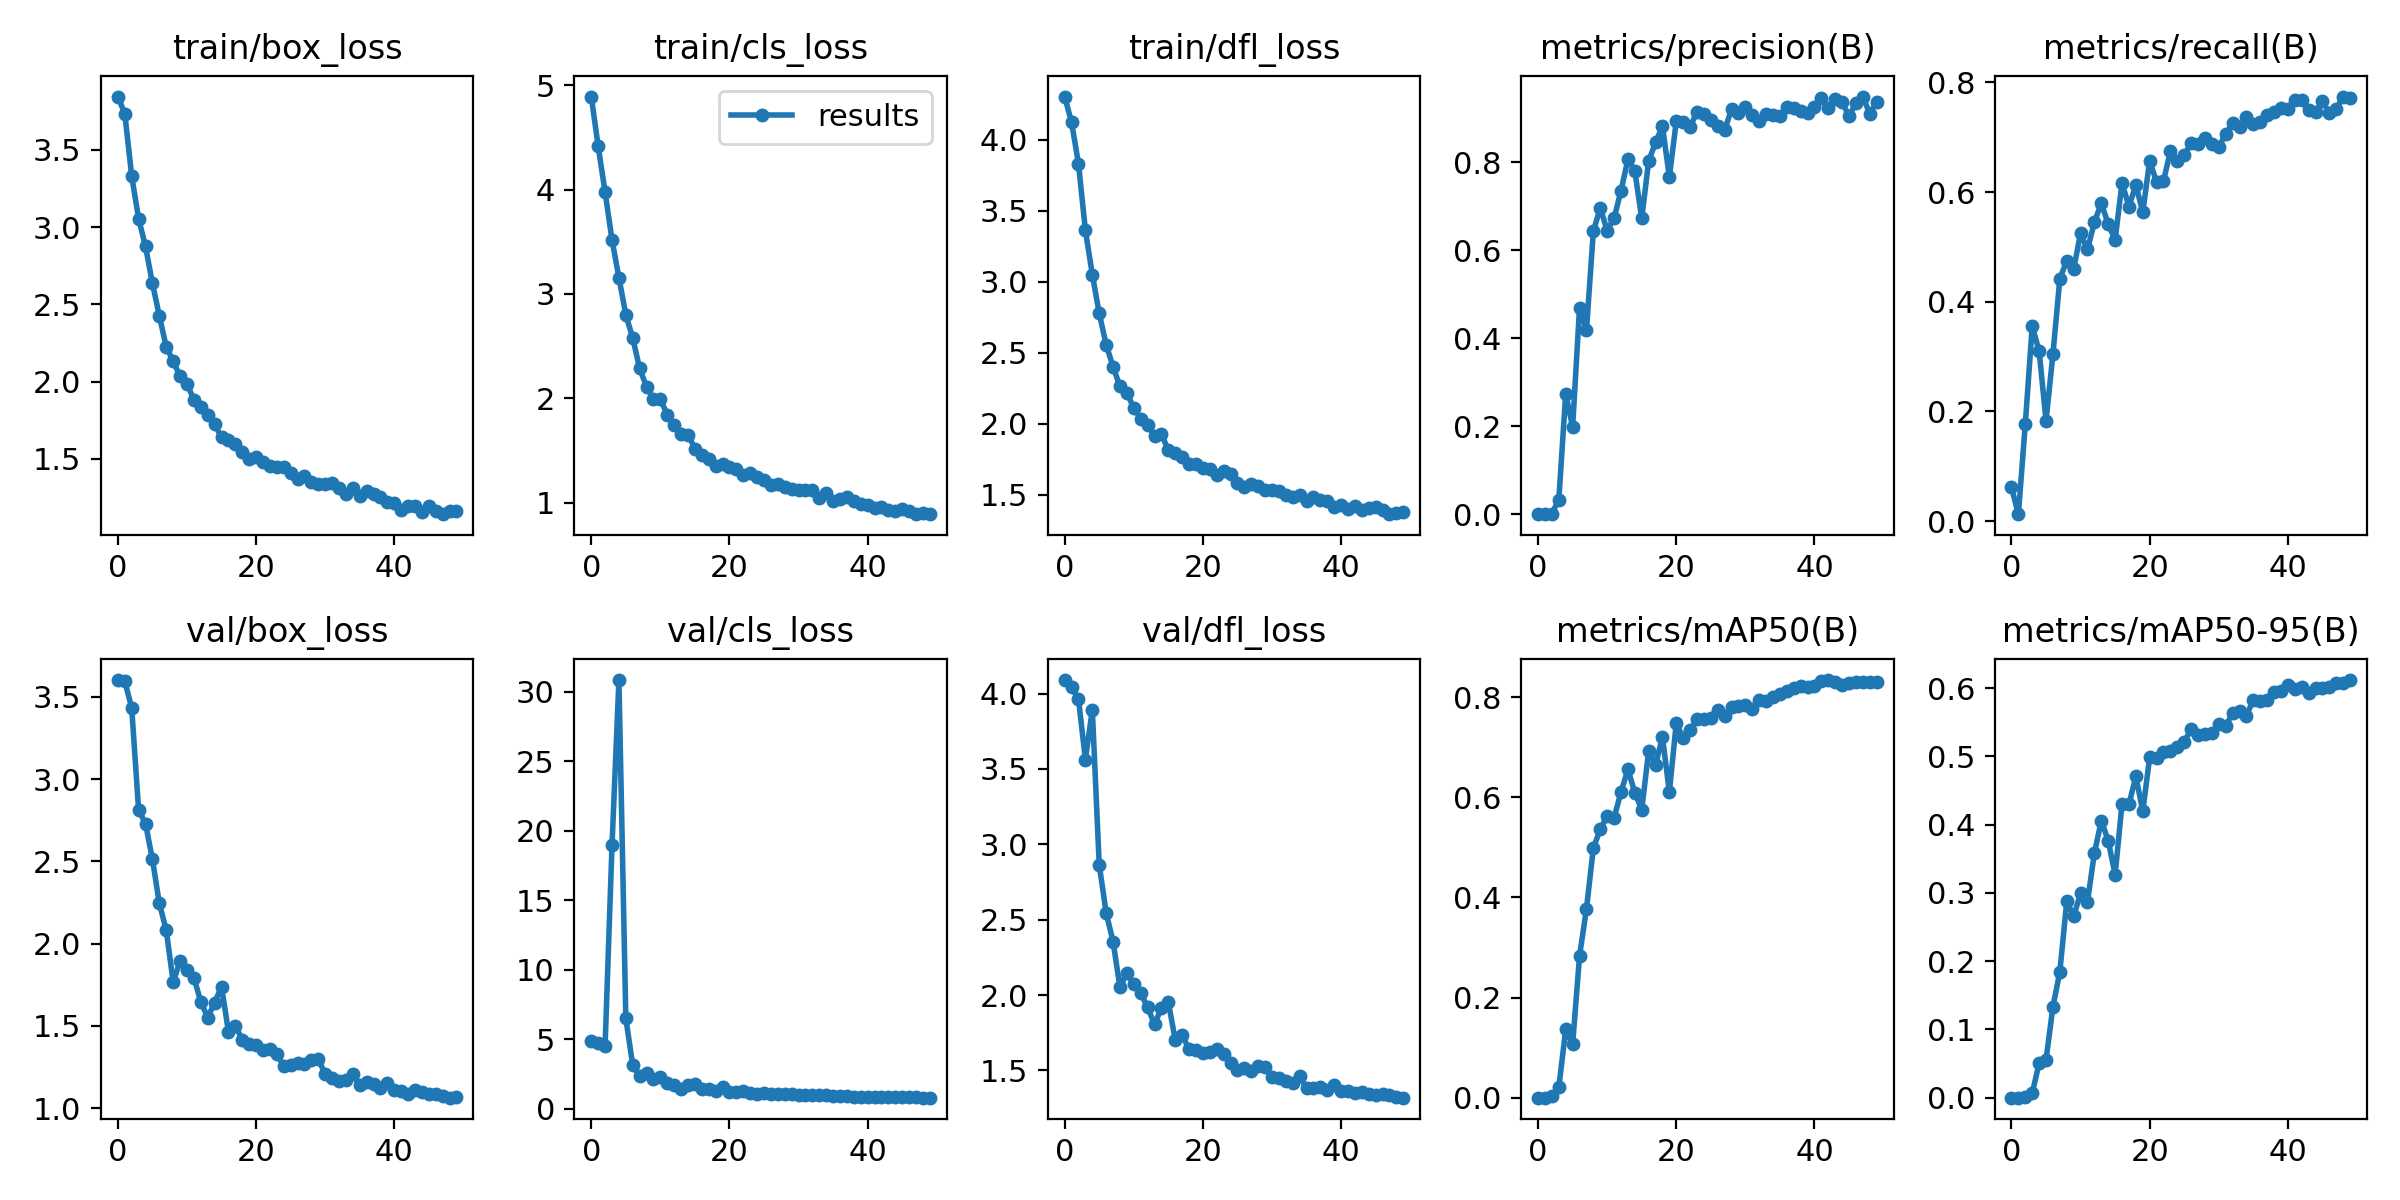 train/box_loss
train/cls_loss
train/dfl_loss
metrics/precision(B)
metrics/recall(B)
3.5
3.0
2.5
2.0
1.5
0 20 40
5
4
3
2
1
results
0 20 40
4.0
3.5
3.0
2.5
2.0
1.5
0 20 40
0.8
0.6
0.4
0.2
0.0
0 20 40
0.8
0.6
0.4
0.2
0.0
0 20 40
val/box_loss
val/cls_loss
val/dfl_loss
metrics/mAP50(B)
metrics/mAP50-95(B)
3.5
3.0
2.5
2.0
1.5
1.0
0 20 40
30
25
20
15
10
5
0
0 20 40
4.0
3.5
3.0
2.5
2.0
1.5
0 20 40
0.8
0.6
0.4
0.2
0.0
0 20 40
0.6
0.5
0.4
0.3
0.2
0.1
0.0
0 20 40